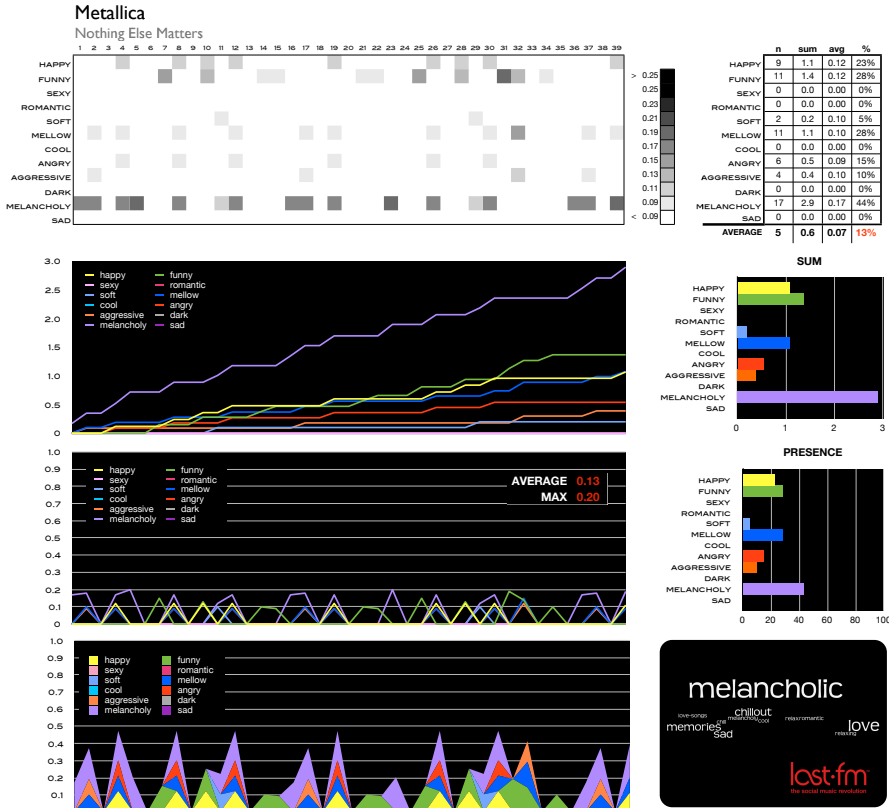 Metallica
Nothing Else Matters
1 2 3 4 5 6 7 8 9 10 11 12 13 14 15 16 17 18 19 20 21 22 23 24 25 26 27 28 29 30 31 32 33 34 35 36 37 38 39
HAPPY
FUNNY
SEXY
ROMANTIC
SOFT
MELLOW
COOL
ANGRY
AGGRESSIVE
DARK
MELANCHOLY
SAD
> 0.25
0.25
0.23
0.21
0.19
0.17
0.15
0.13
0.11
0.09
< 0.09
n sum avg %
HAPPY 9 1.1 0.12 23%
FUNNY 11 1.4 0.12 28%
SEXY 0 0.0 0.00 0%
ROMANTIC 0 0.0 0.00 0%
SOFT 2 0.2 0.10 5%
MELLOW 11 1.1 0.10 28%
COOL 0 0.0 0.00 0%
ANGRY 6 0.5 0.09 15%
AGGRESSIVE 4 0.4 0.10 10%
DARK 0 0.0 0.00 0%
MELANCHOLY 17 2.9 0.17 44%
SAD 0 0.0 0.00 0%
AVERAGE 5 0.6 0.07 13%
3.0
2.5
2.0
1.5
1.0
0.5
0
happy funny
sexy romantic
soft mellow
cool angry
aggressive dark
melancholy sad
SUM
HAPPY
FUNNY
SEXY
ROMANTIC
SOFT
MELLOW
COOL
ANGRY
AGGRESSIVE
DARK
MELANCHOLY
SAD
0 1 2 3
1.0
0.9
0.8
0.7
0.6
0.5
0.4
0.3
0.2
0.1
0
happy funny
sexy romantic
soft mellow
cool angry
aggressive dark
melancholy sad
AVERAGE 0.13
MAX 0.20
PRESENCE
HAPPY
FUNNY
SEXY
ROMANTIC
SOFT
MELLOW
COOL
ANGRY
AGGRESSIVE
DARK
MELANCHOLY
SAD
0 20 40 60 80 100
1.0
0.9
0.8
0.7
0.6
0.5
0.4
0.3
0.2
0.1
happy funny
sexy romantic
soft mellow
cool angry
aggressive dark
melancholy sad
melancholic
love-songs chillout
memories chill melancholy cool relax romantic love
sad relaxing
last·fm
the social music revolution